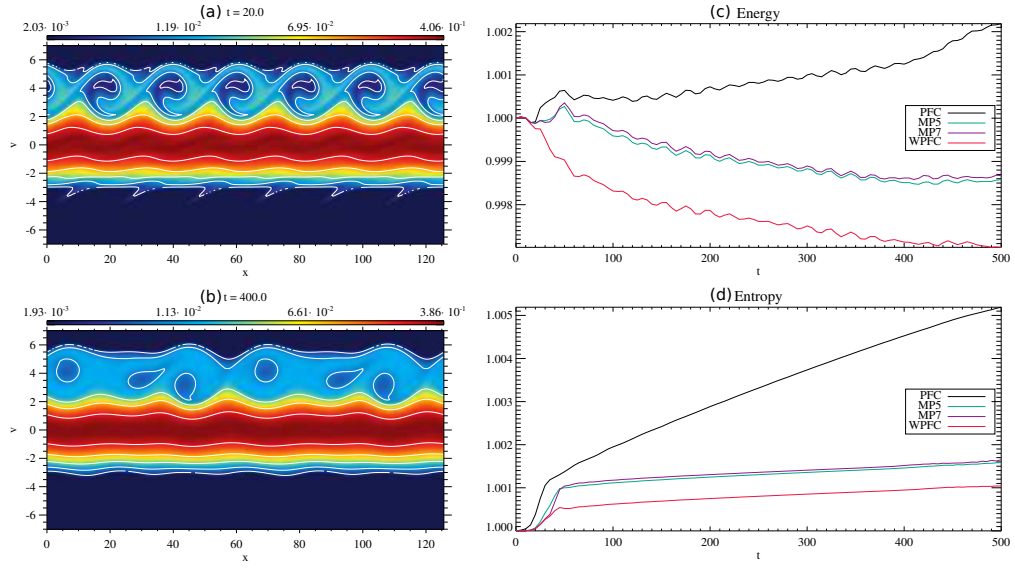 (a) t = 20.0
2.03· 10⁻³ 1.19· 10⁻² 6.95· 10⁻² 4.06· 10⁻¹
6
4
2
0
-2
-4
-6
v
0 20 40 60 80 100 120
x
(b) t = 400.0
1.93· 10⁻³ 1.13· 10⁻² 6.61· 10⁻² 3.86· 10⁻¹
6
4
2
0
-2
-4
-6
v
0 20 40 60 80 100 120
x
(c) Energy
1.002
1.001
1.000
0.999
0.998
PFC
MP5
MP7
WPFC
0 100 200 300 400 500
t
(d) Entropy
1.005
1.004
1.003
1.002
1.001
1.000
PFC
MP5
MP7
WPFC
0 100 200 300 400 500
t